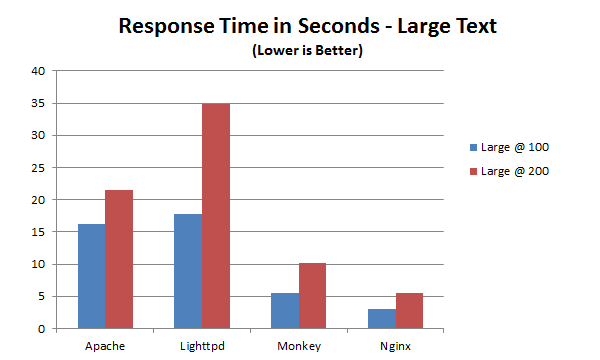 Response Time in Seconds - Large Text
(Lower is Better)
40
35
30
25
20
15
10
5
0
Apache
Lighttpd
Monkey
Nginx
Large @ 100
Large @ 200